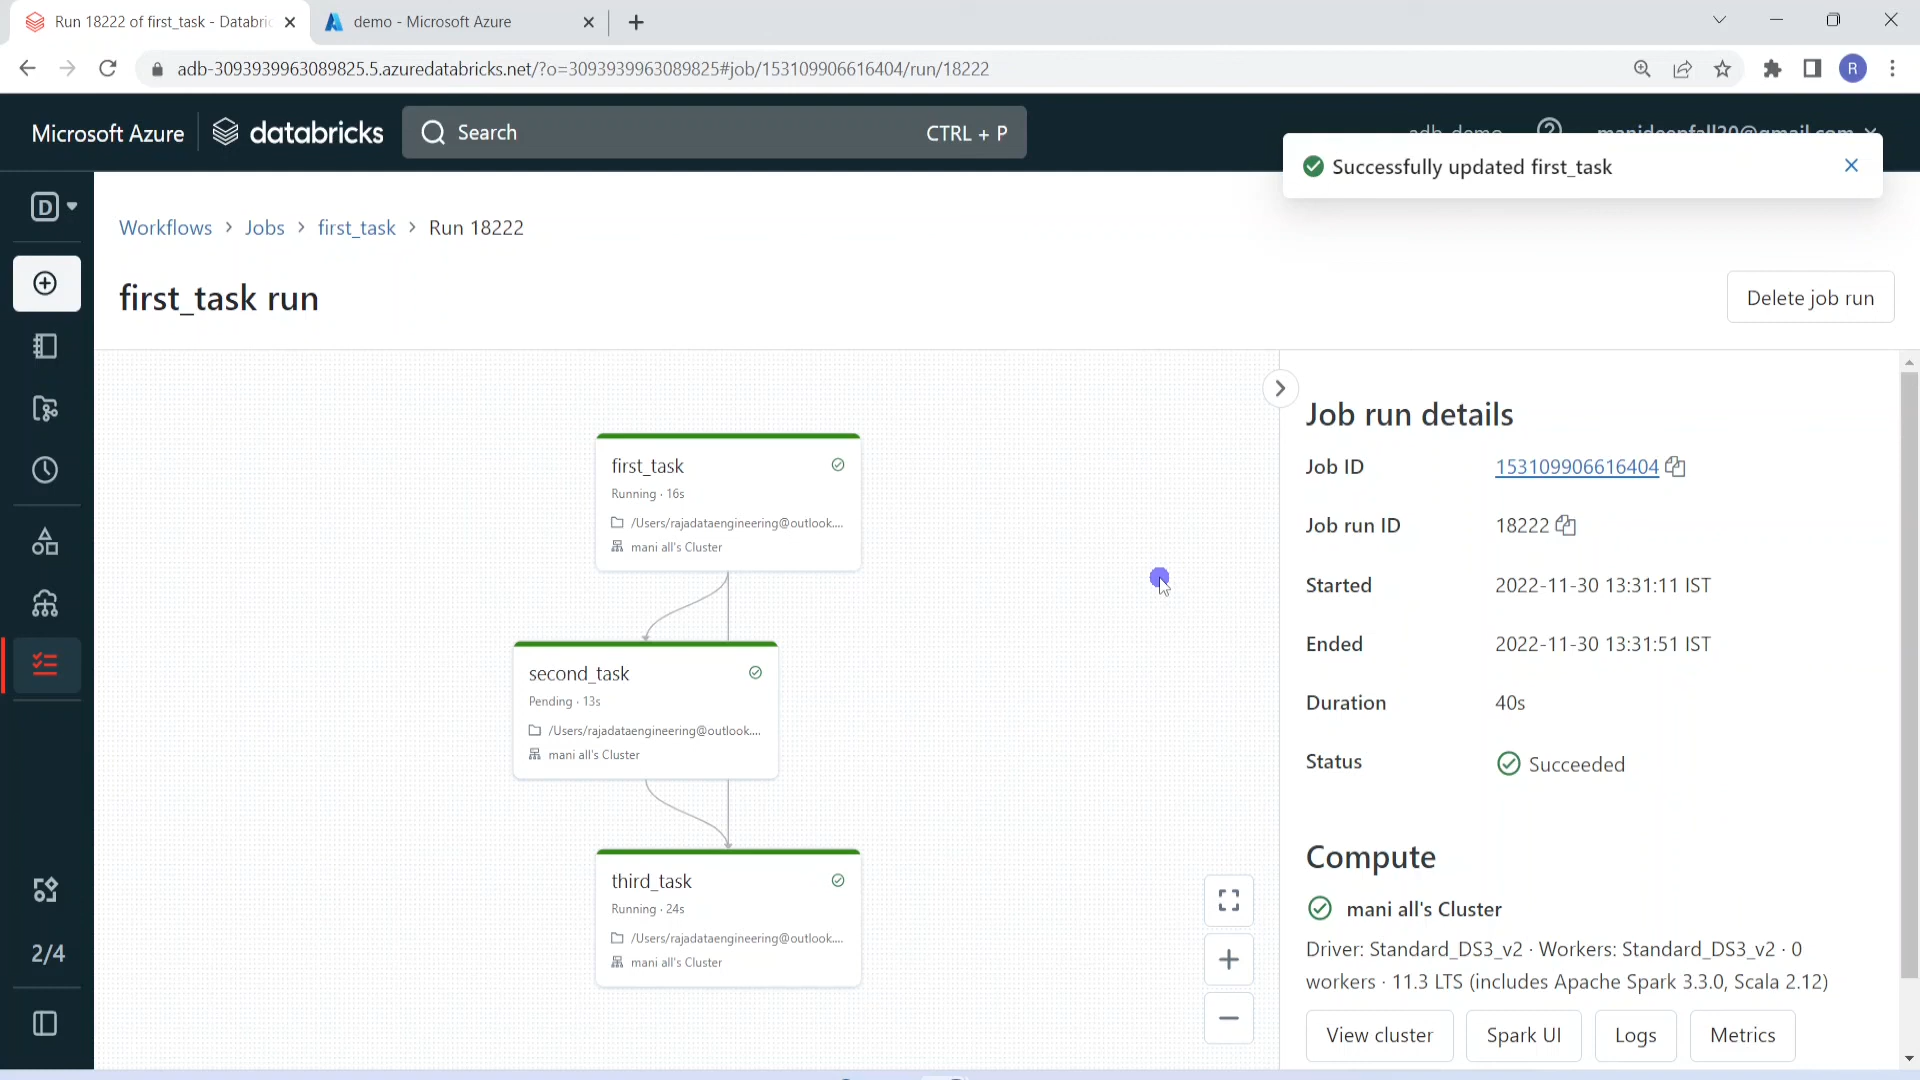 Run 18222 of first_task - Databric
demo - Microsoft Azure
adb-3093939963089825.5.azuredatabricks.net/?o=3093939963089825#job/153109906616404/run/18222
R
Microsoft Azure
databricks
Search
CTRL + P
Successfully updated first_task
D
Workflows > Jobs > first_task > Run 18222
first_task run
Delete job run
first_task
Running · 16s
/Users/rajadataengineering@outlook....
mani all's Cluster
second_task
Pending · 13s
/Users/rajadataengineering@outlook....
mani all's Cluster
third_task
Running · 24s
/Users/rajadataengineering@outlook....
mani all's Cluster
Job run details
Job ID 153109906616404
Job run ID 18222
Started 2022-11-30 13:31:11 IST
Ended 2022-11-30 13:31:51 IST
Duration 40s
Status Succeeded
Compute
mani all's Cluster
Driver: Standard_DS3_v2 · Workers: Standard_DS3_v2 · 0
workers · 11.3 LTS (includes Apache Spark 3.3.0, Scala 2.12)
View cluster
Spark UI
Logs
Metrics
2/4